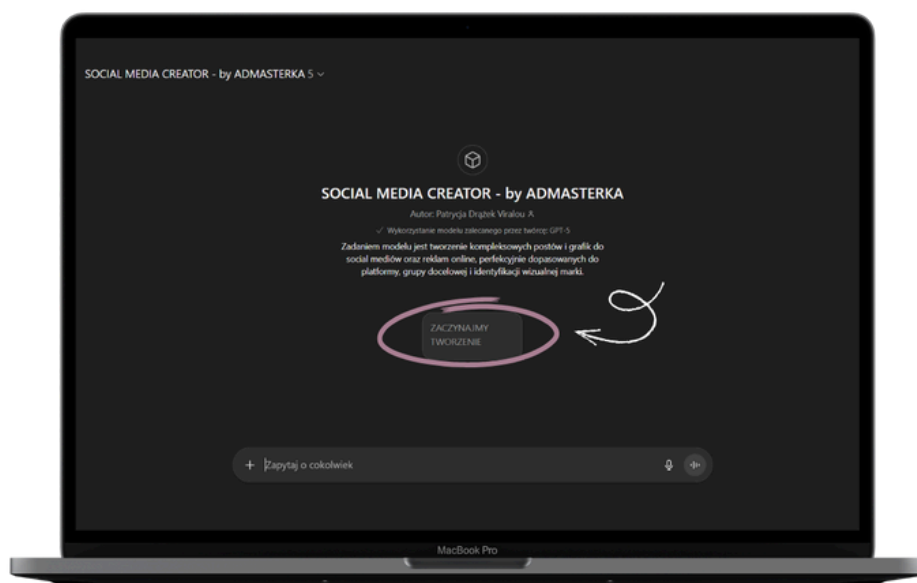 SOCIAL MEDIA CREATOR - by ADMASTERKA 5
SOCIAL MEDIA CREATOR - by ADMASTERKA
Autor: Patrycja Drążek Viralou
Wykorzystanie modelu zalecanego przez twórcę: GPT-5
Zadaniem modelu jest tworzenie kompleksowych postów i grafik do
social mediów oraz reklam online, perfekcyjnie dopasowanych do
platformy, grupy docelowej i identyfikacji wizualnej marki.
ZACZYNAJMY
TWORZENIE
Zapytaj o cokolwiek
MacBook Pro